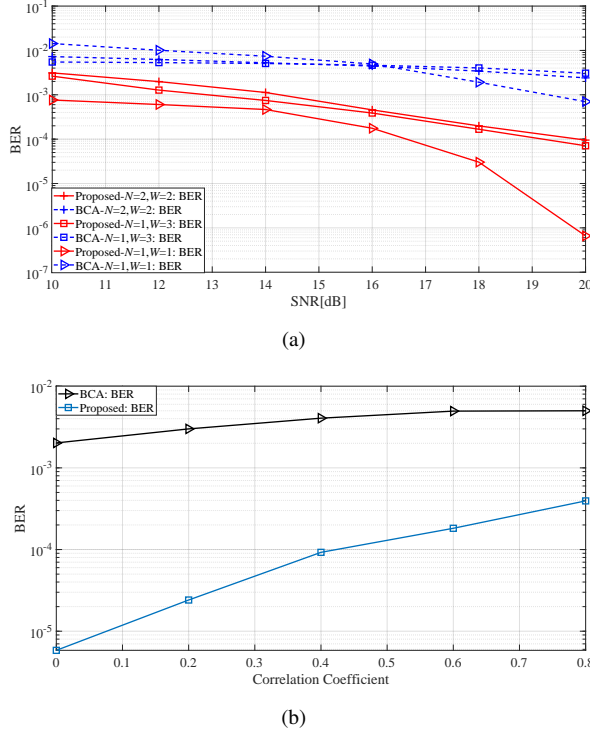 10^-1
10^-2
10^-3
10^-4
10^-5
10^-6
10^-7
BER
Proposed-N=2,W=2: BER
BCA-N=2,W=2: BER
Proposed-N=1,W=3: BER
BCA-N=1,W=3: BER
Proposed-N=1,W=1: BER
BCA-N=1,W=1: BER
10 11 12 13 14 15 16 17 18 19 20
SNR[dB]
(a)
10^-2
10^-3
10^-4
10^-5
BER
BCA: BER
Proposed: BER
0 0.1 0.2 0.3 0.4 0.5 0.6 0.7 0.8
Correlation Coefficient
(b)